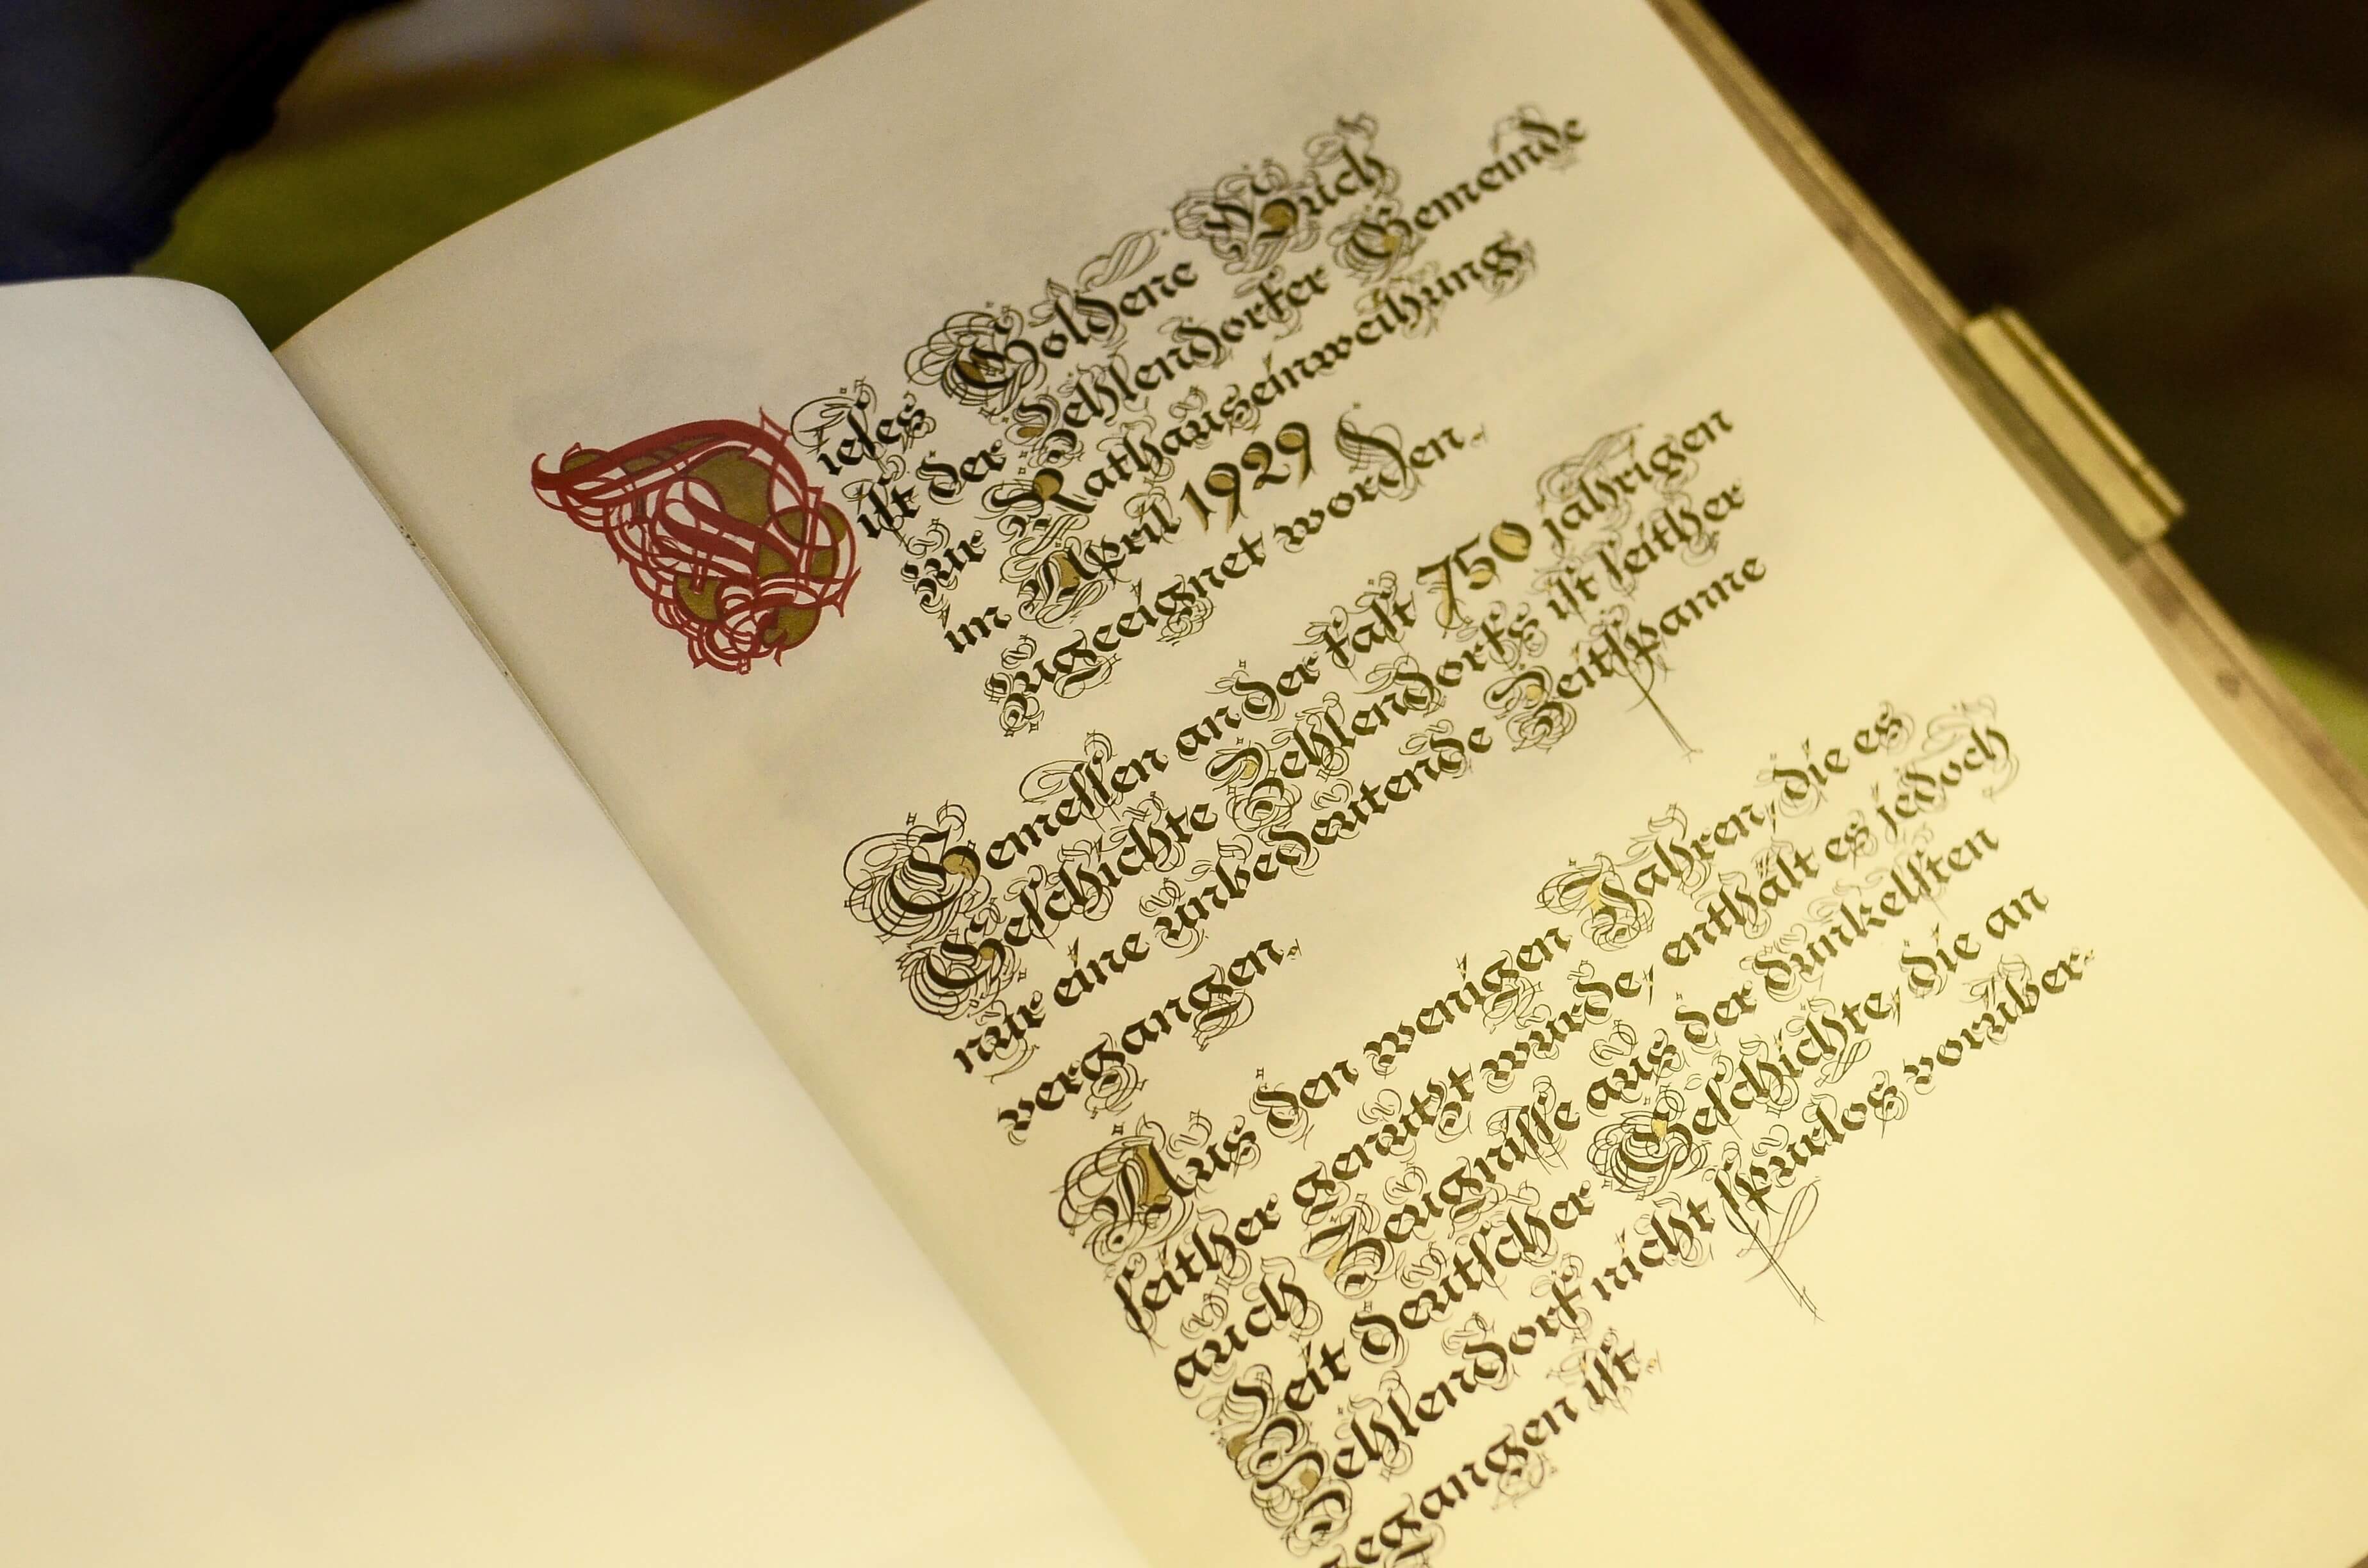 Dieses Goldene Buch
ist der Zehlendorfer Gemeinde
zur Rathauseinweihung
im April 1929
zugeeignet worden.
Gemessen an der fast 750 jährigen
Geschichte Zehlendorfs ist seither
nur eine unbedeutende Zeitspanne
vergangen.
Aus den wenigen Jahren, die es
seither genutzt wurde, enthält es jedoch
auch Zeugnisse aus der dunkelsten
Zeit deutscher Geschichte, die an
Zehlendorf nicht spurlos vorüber-
gegangen ist.